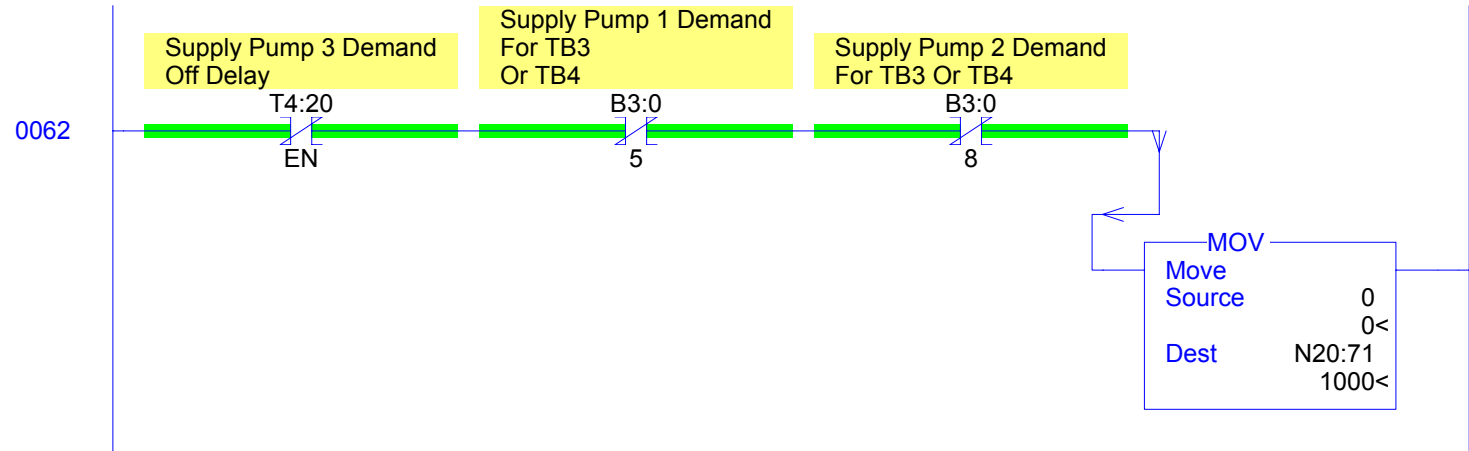 Supply Pump 3 Demand
Off Delay
T4:20
EN
Supply Pump 1 Demand
For TB3
Or TB4
B3:0
5
Supply Pump 2 Demand
For TB3 Or TB4
B3:0
8
0062
MOV
Move
Source 0
0<
Dest N20:71
1000<